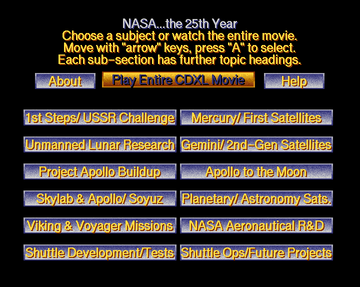 NASA...the 25th Year
Choose a subject or watch the entire movie.
Move with "arrow" keys, press "A" to select.
Each sub-section has further topic headings.
About
Play Entire CDXL Movie
Help
1st Steps/ USSR Challenge
Mercury/ First Satellites
Unmanned Lunar Research
Gemini/ 2nd-Gen Satellites
Project Apollo Buildup
Apollo to the Moon
Skylab & Apollo/ Soyuz
Planetary/ Astronomy Sats.
Viking & Voyager Missions
NASA Aeronautical R&D
Shuttle Development/Tests
Shuttle Ops/Future Projects